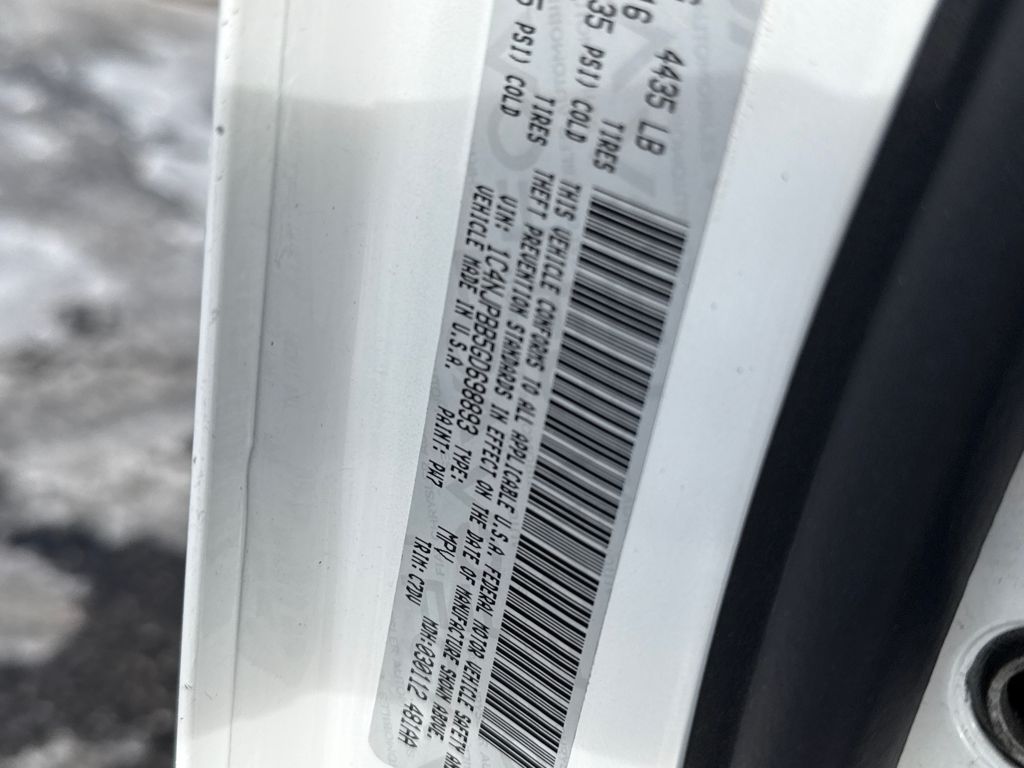 4435 LB
16 TIRES
35 PSI) COLD
TIRES
PSI) COLD
THIS VEHICLE CONFORMS TO ALL APPLICABLE U.S.A. FEDERAL MOTOR VEHICLE SAFETY AN
THEFT PREVENTION STANDARDS IN EFFECT ON THE DATE OF MANUFACTURE SHOWN ABOVE.
VIN: 1C4NJPBB5GD698893 TYPE: MPV MDH:030112 481AA
VEHICLE MADE IN U.S.A. PAINT: PW7 TRIM: C7DV